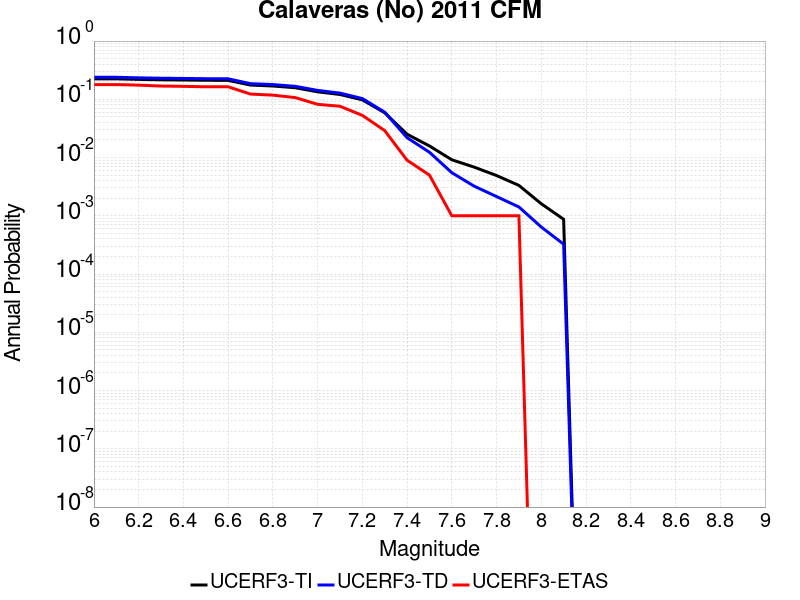 Calaveras (No) 2011 CFM
10^0
10^-1
10^-2
10^-3
10^-4
10^-5
10^-6
10^-7
10^-8
Annual Probability
6 6.2 6.4 6.6 6.8 7 7.2 7.4 7.6 7.8 8 8.2 8.4 8.6 8.8 9
Magnitude
UCERF3-TI UCERF3-TD UCERF3-ETAS